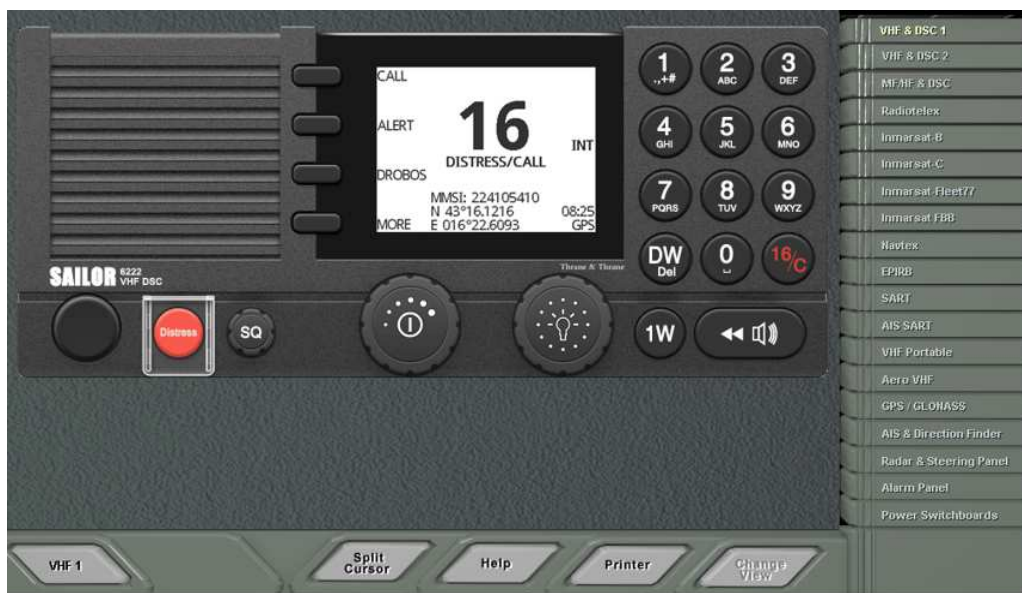 CALL
ALERT
16
INT
DISTRESS/CALL
DROBOS
MMSI: 224105410
N 43°16.1216 08:25
MORE E 016°22.6093 GPS
1 .,+# 2 ABC 3 DEF
4 GHI 5 JKL 6 MNO
7 PQRS 8 TUV 9 WXYZ
DW Del 0 16/C
Thrane & Thrane
SAILOR 6222 VHF DSC
Distress
SQ
1W
VHF & DSC 1
VHF & DSC 2
MF/HF & DSC
Radiotelex
Inmarsat-B
Inmarsat-C
Inmarsat-Fleet77
Inmarsat FBB
Navtex
EPIRB
SART
AIS SART
VHF Portable
Aero VHF
GPS / GLONASS
AIS & Direction Finder
Radar & Steering Panel
Alarm Panel
Power Switchboards
VHF 1
Split
Cursor
Help
Printer
Change
View